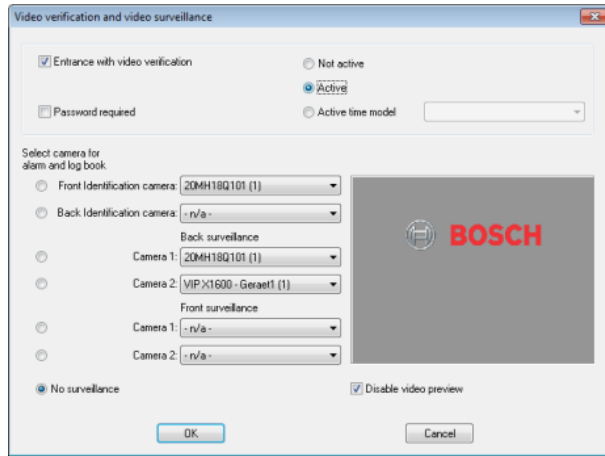 Video verification and video surveillance
Entrance with video verification
Not active
Active
Password required
Active time model
Select camera for
alarm and log book
Front Identification camera: 20MH18Q101 (1)
Back Identification camera: - n/a -
Back surveillance
Camera 1: 20MH18Q101 (1)
Camera 2: VIP X1600 - Geraet1 (1)
Front surveillance
Camera 1: - n/a -
Camera 2: - n/a -
BOSCH
No surveillance
Disable video preview
OK
Cancel